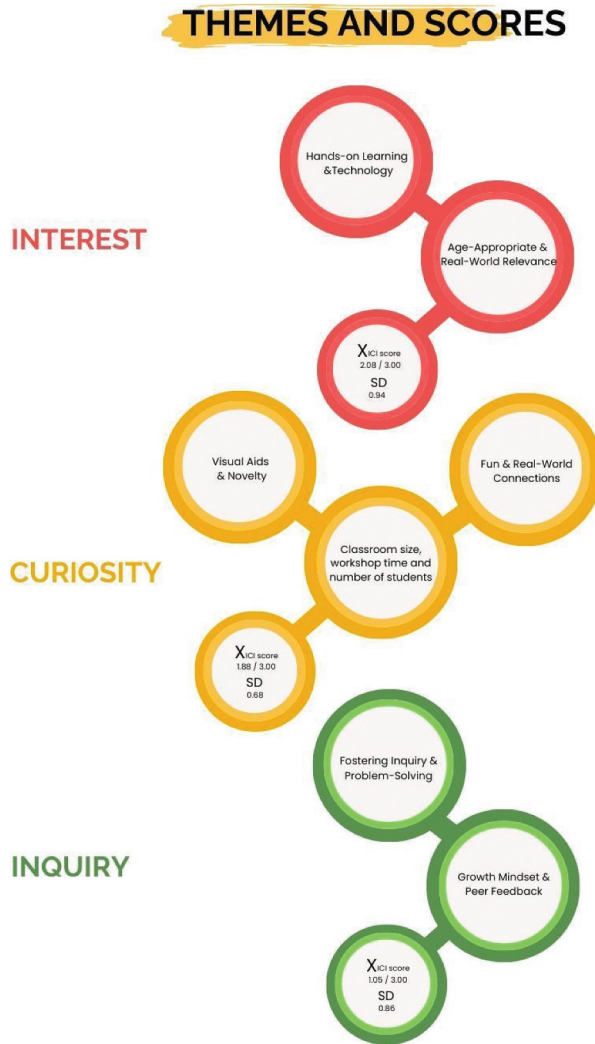 THEMES AND SCORES
Hands-on Learning
&Technology
INTEREST
Age-Appropriate &
Real-World Relevance
X ICI score
2.08 / 3.00
SD
0.94
Visual Aids
& Novelty
Fun & Real-World
Connections
CURIOSITY
Classroom size,
workshop time and
number of students
X ICI score
1.88 / 3.00
SD
0.68
Fostering Inquiry &
Problem-Solving
INQUIRY
Growth Mindset &
Peer Feedback
X ICI score
1.05 / 3.00
SD
0.86